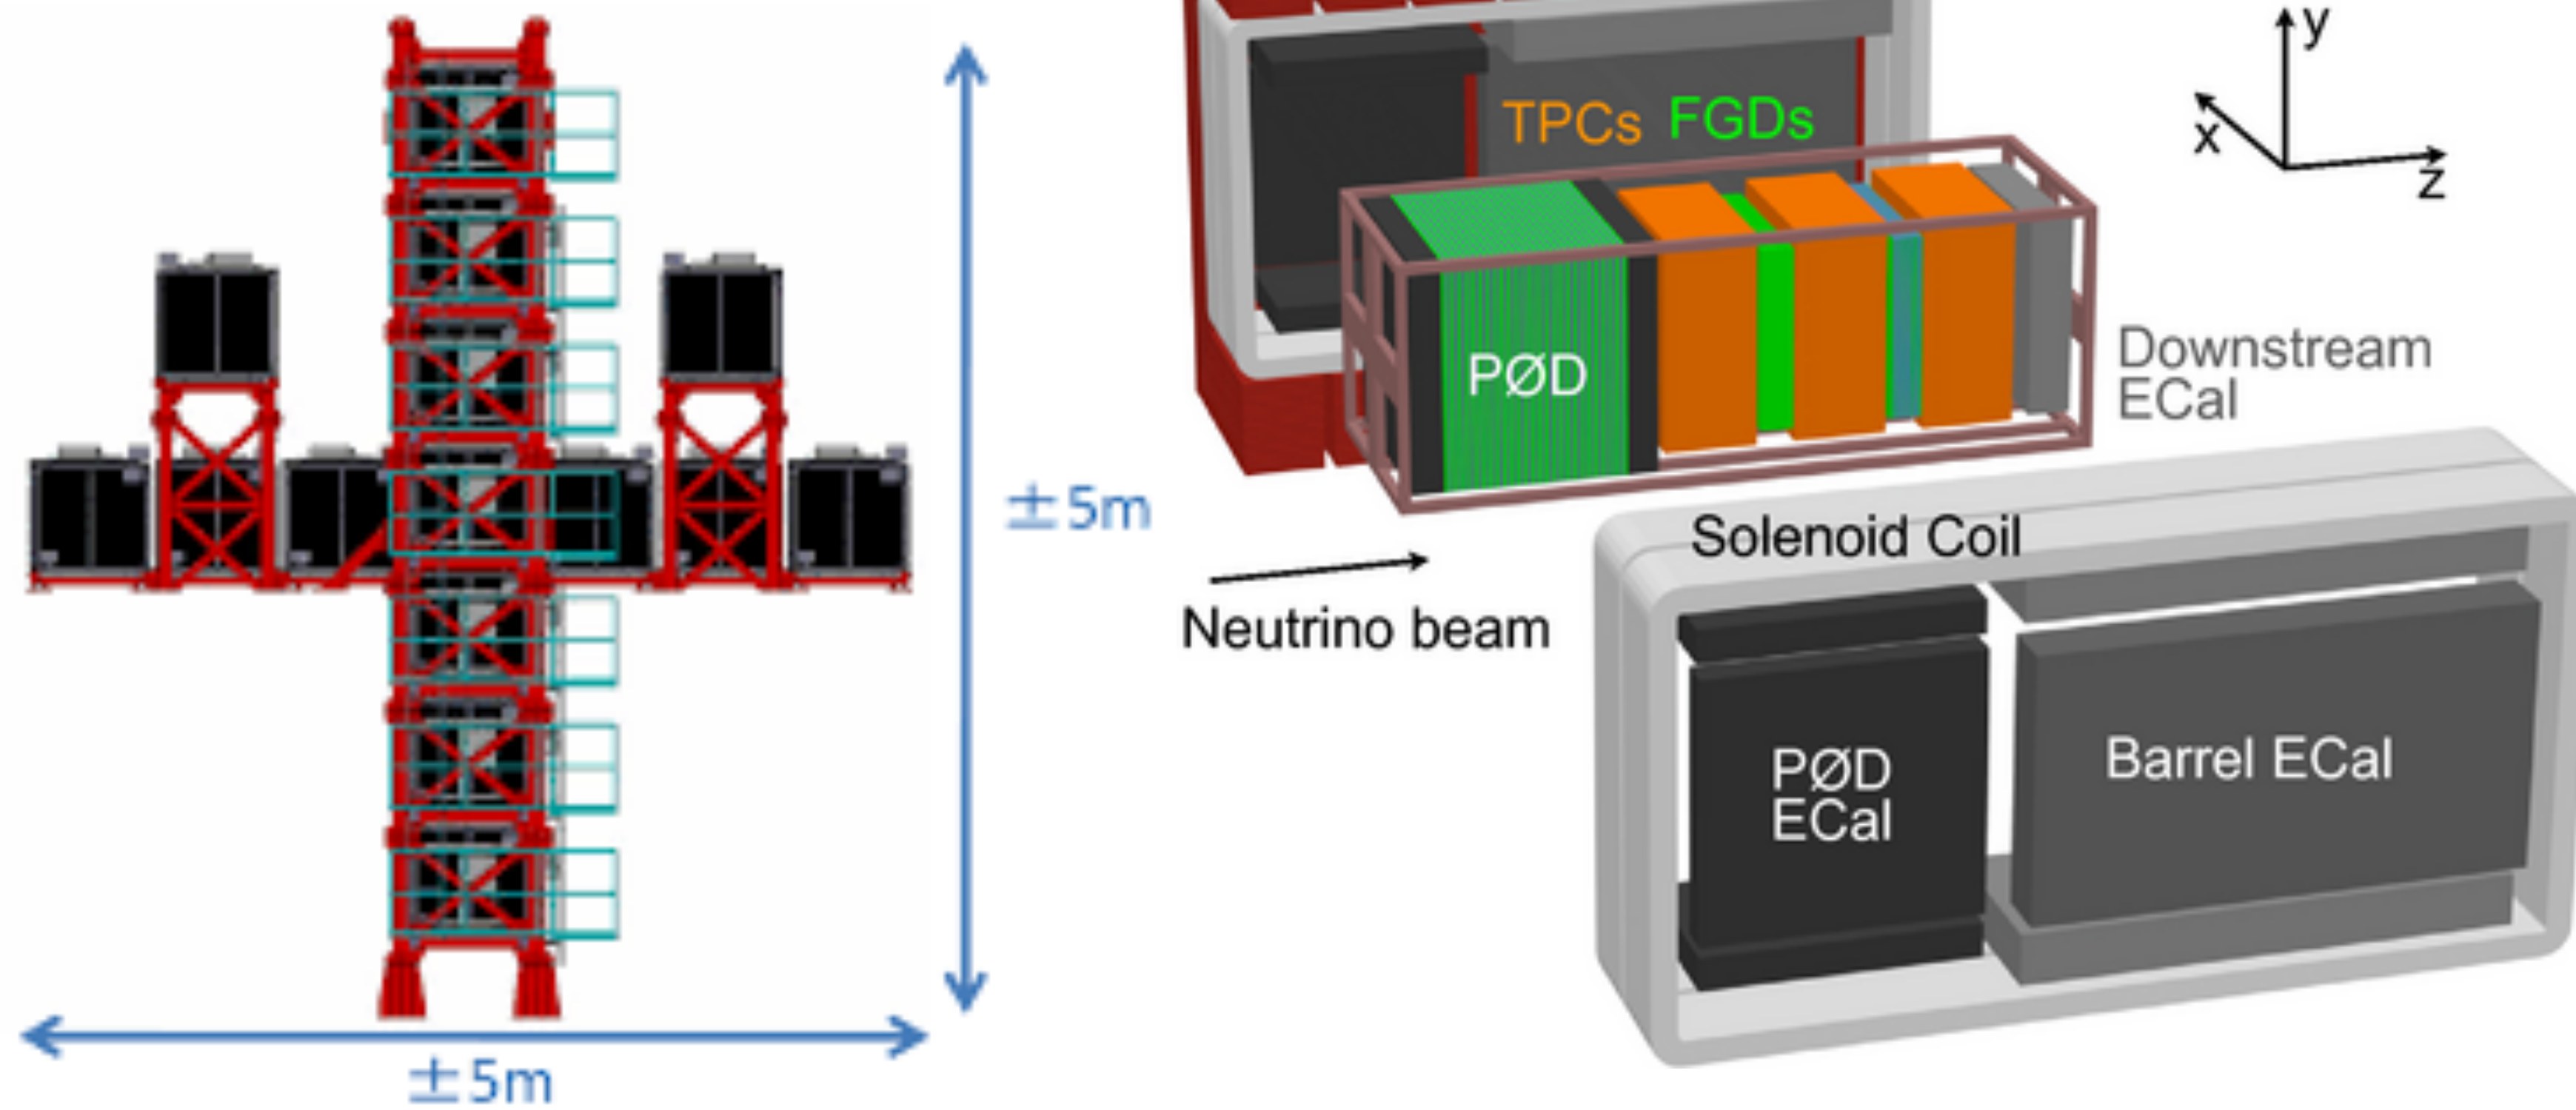 ±5m
±5m
TPCs FGDs
y
x
z
PØD
Downstream
ECal
Solenoid Coil
Neutrino beam
PØD
ECal
Barrel ECal